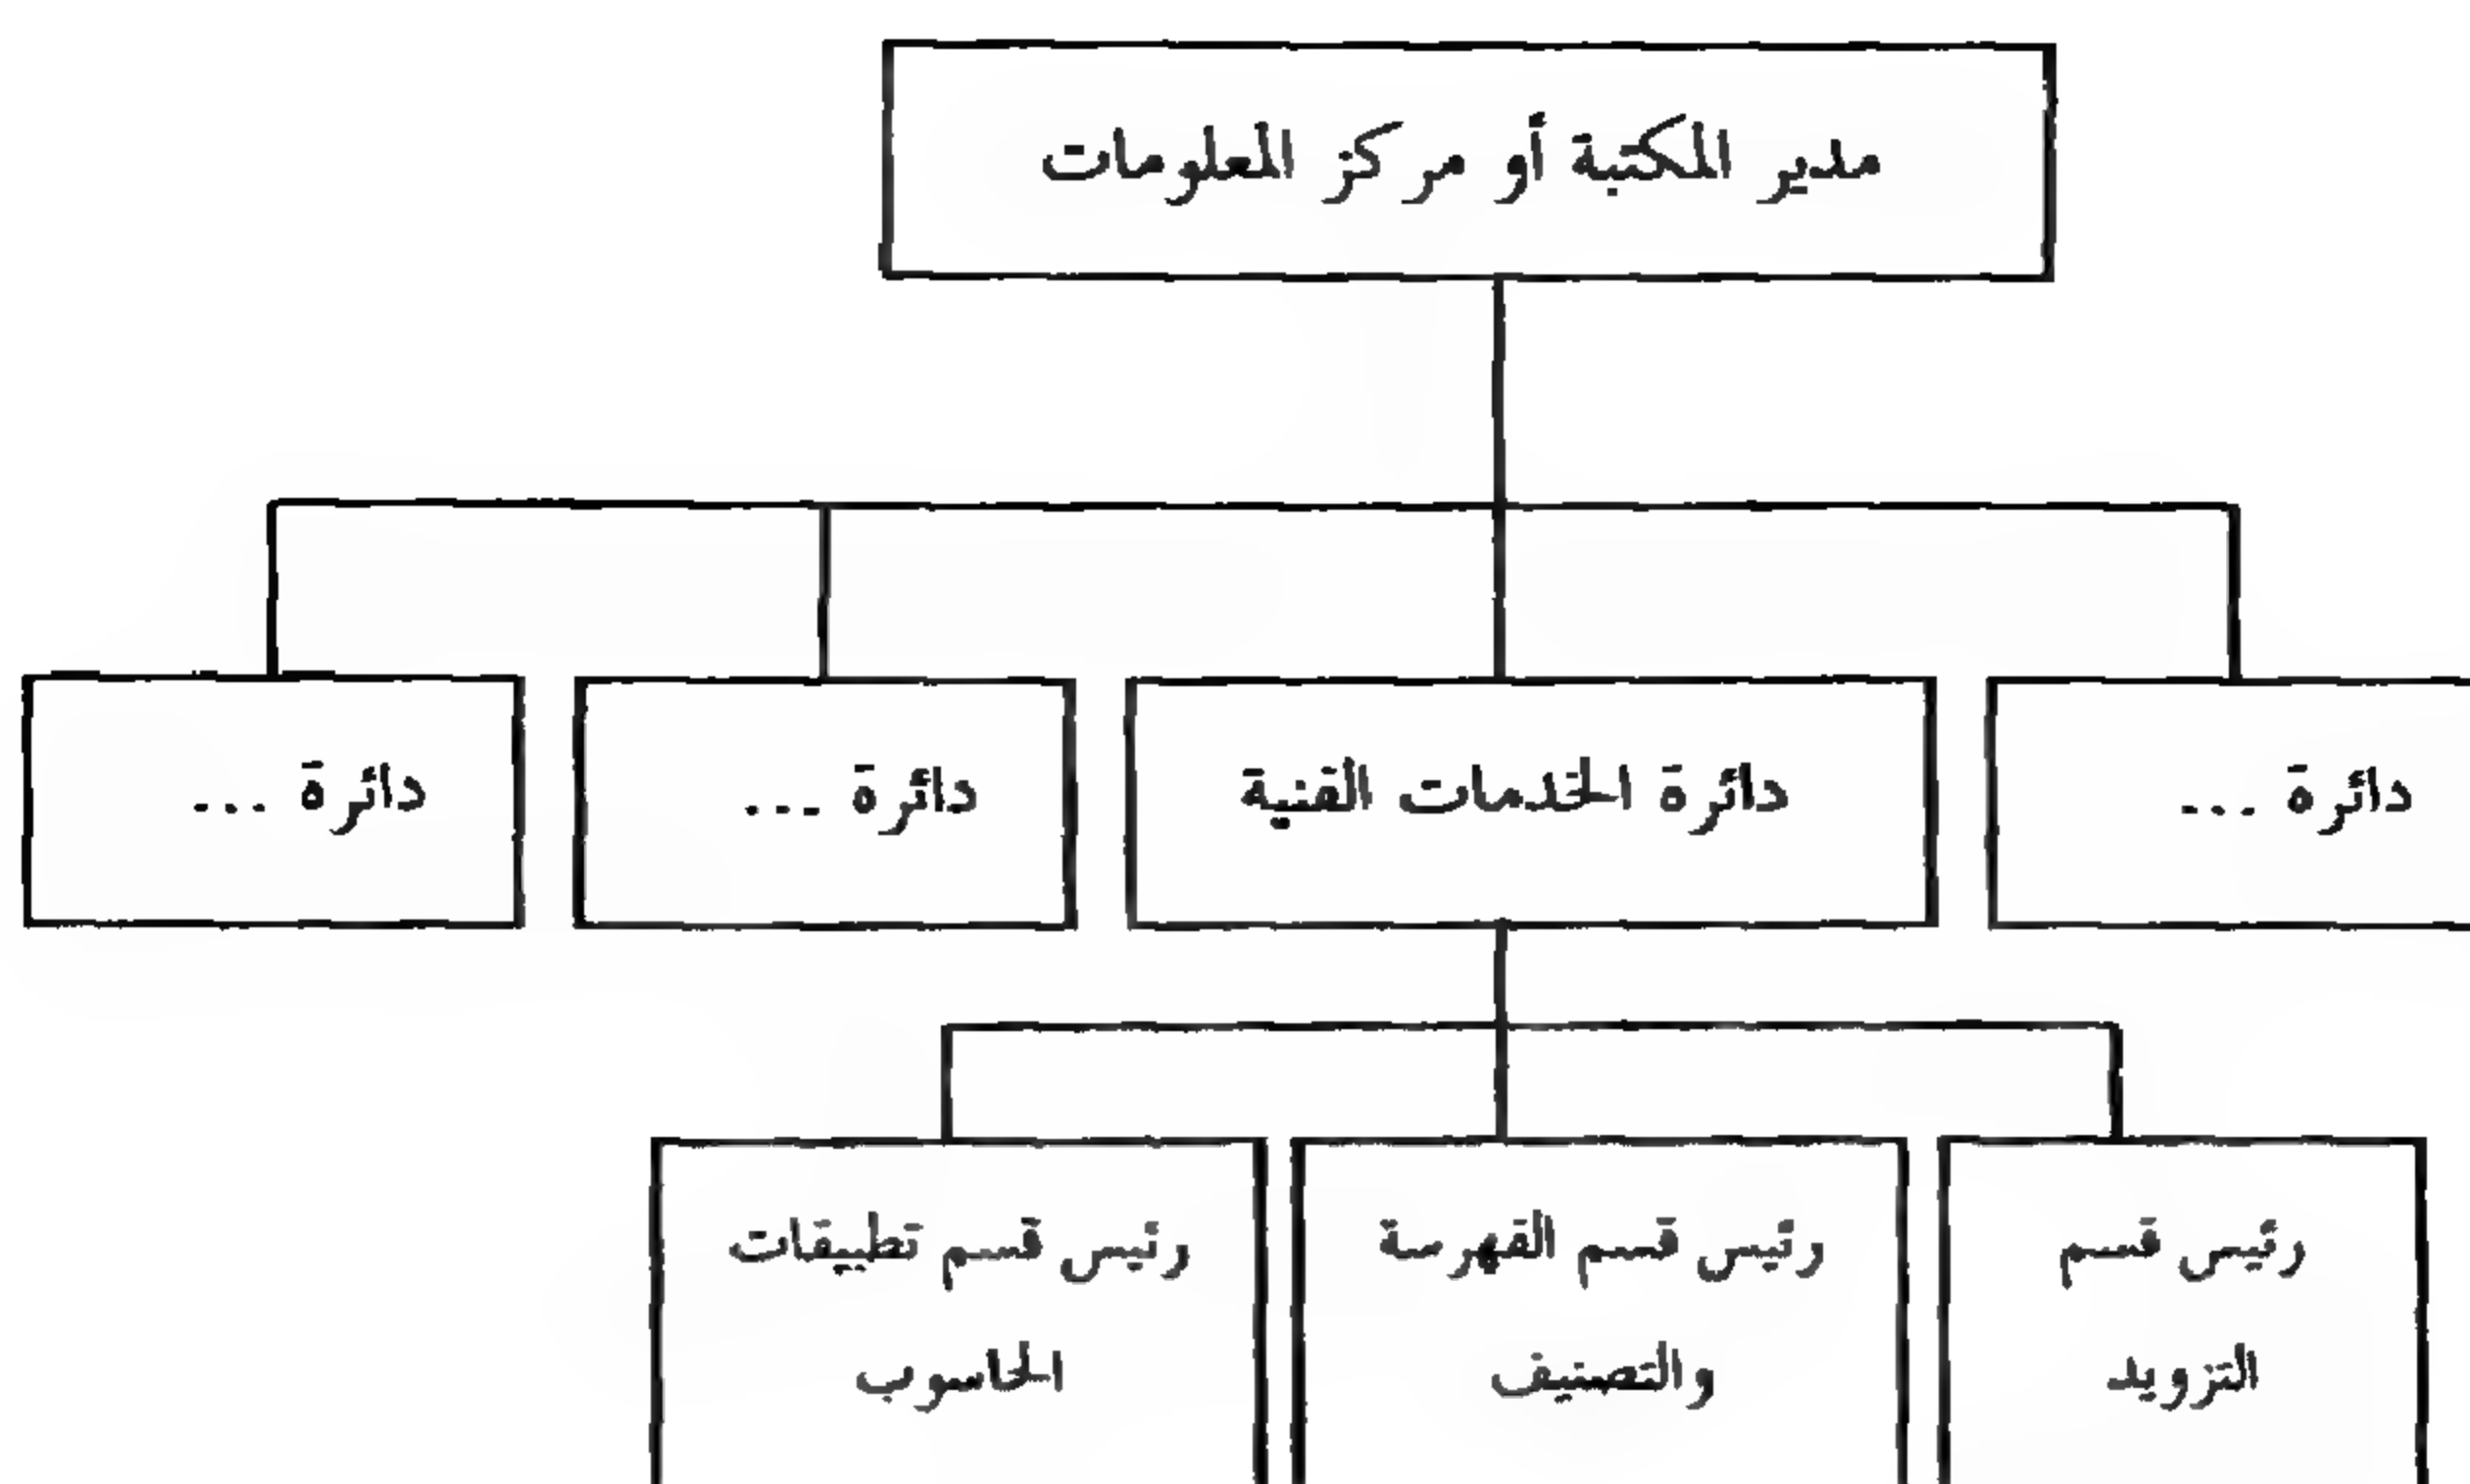 مدير المكتبة أو مركز المعلومات
دائرة ...
دائرة الخدمات الفنية
دائرة ...
دائرة ...
رئيس قسم
التزويد
رئيس قسم الفهرسة
والتصنيف
رئيس قسم تطبيقات
الحاسوب